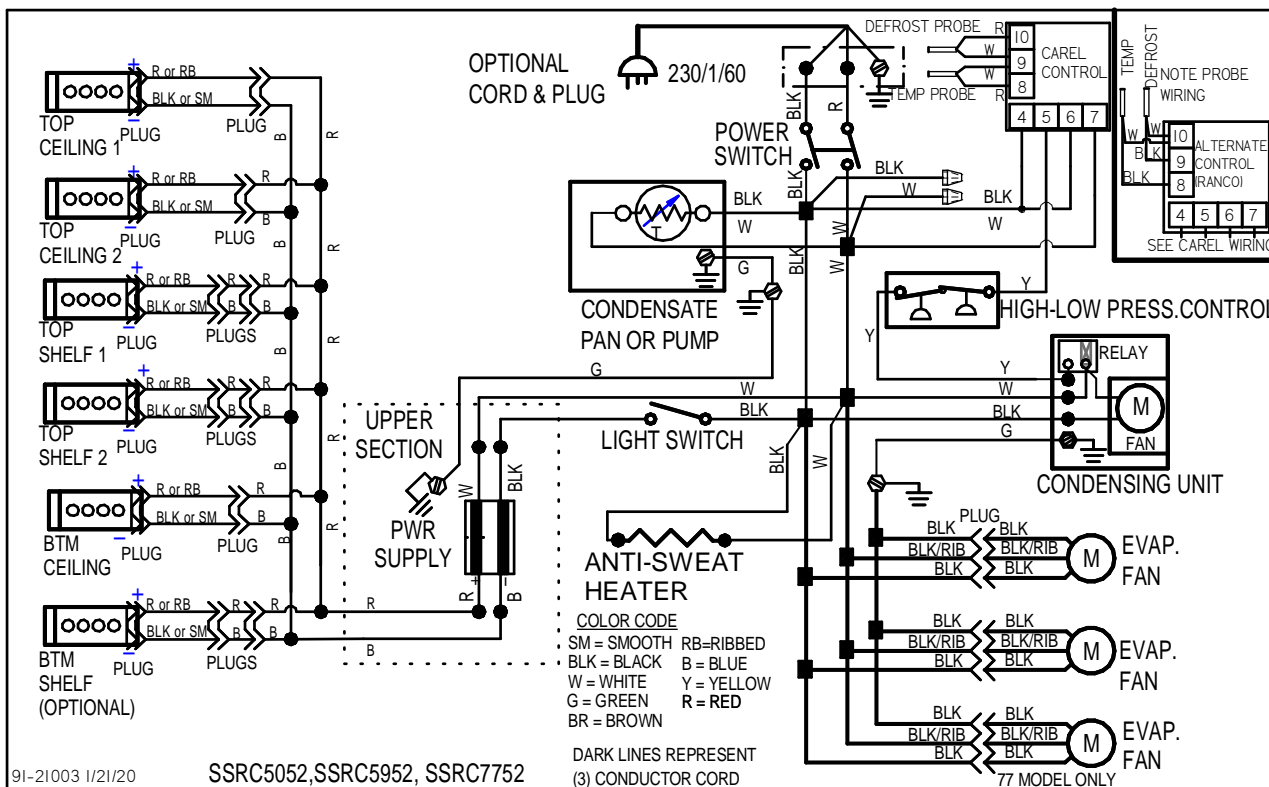 OPTIONAL
CORD & PLUG
230/1/60
DEFROST PROBE
TEMP PROBE
R
W
W
R
10
9
8
CAREL
CONTROL
4 5 6 7
TEMP
DEFROST
NOTE PROBE
WIRING
W
W
BLK
BLK
10
9
8
ALTERNATE
CONTROL
(RANCO)
4 5 6 7
SEE CAREL WIRING
BLK
R
POWER
SWITCH
BLK
W
BLK
W
BLK
W
BLK
W
BLK
W
T
G
CONDENSATE
PAN OR PUMP
G
Y
Y
HIGH-LOW PRESS.CONTROL
RELAY
Y
W
BLK
G
M
FAN
CONDENSING UNIT
W
BLK
LIGHT SWITCH
BLK
W
ANTI-SWEAT
HEATER
+
R or RB
BLK or SM
-
TOP
CEILING 1
PLUG
PLUG
B
R
+
R or RB
R
BLK or SM
B
-
TOP
CEILING 2
PLUG
PLUG
B
R
+
R or RB
R
R
BLK or SM
B
B
-
TOP
SHELF 1
PLUG
PLUGS
B
R
+
R or RB
R
R
BLK or SM
B
B
-
TOP
SHELF 2
PLUG
PLUGS
B
R
+
R or RB
R
BLK or SM
B
-
BTM
CEILING
PLUG
PLUG
B
R
+
R or RB
R
R
BLK or SM
B
B
-
BTM
SHELF
(OPTIONAL)
PLUG
PLUGS
R
B
UPPER
SECTION
PWR
SUPPLY
W
BLK
R
+
B
-
COLOR CODE
SM = SMOOTH RB=RIBBED
BLK = BLACK B = BLUE
W = WHITE Y = YELLOW
G = GREEN R = RED
BR = BROWN
DARK LINES REPRESENT
(3) CONDUCTOR CORD
PLUG
BLK BLK
BLK/RIB BLK/RIB
BLK BLK
M
EVAP.
FAN
BLK BLK
BLK/RIB BLK/RIB
BLK BLK
M
EVAP.
FAN
BLK BLK
BLK/RIB BLK/RIB
BLK BLK
M
EVAP.
FAN
77 MODEL ONLY
91-21003 1/21/20
SSRC5052,SSRC5952, SSRC7752